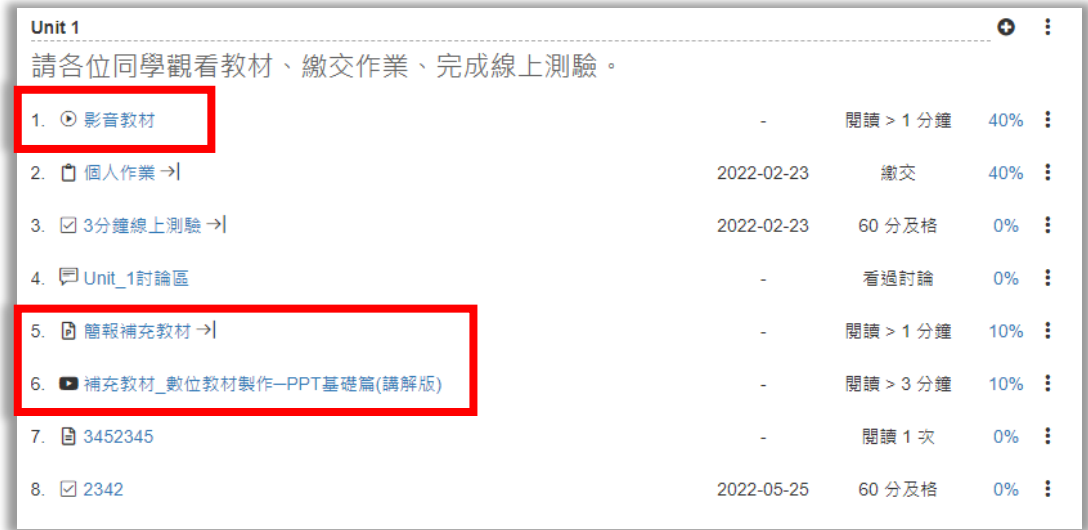 Unit 1
請各位同學觀看教材、繳交作業、完成線上測驗。
1. 影音教材 - 閱讀 > 1 分鐘 40%
2. 個人作業 2022-02-23 繳交 40%
3. 3分鐘線上測驗 2022-02-23 60 分及格 0%
4. Unit_1討論區 - 看過討論 0%
5. 簡報補充教材 - 閱讀 > 1 分鐘 10%
6. 補充教材_數位教材製作─PPT基礎篇(講解版) - 閱讀 > 3 分鐘 10%
7. 3452345 - 閱讀 1 次 0%
8. 2342 2022-05-25 60 分及格 0%